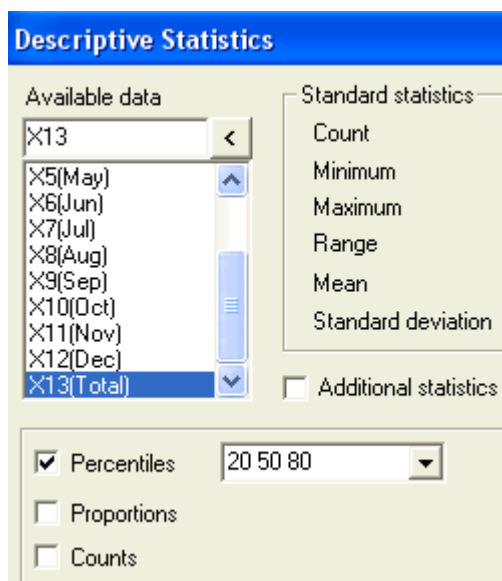 Descriptive Statistics
Available data
X13
<
X5(May)
X6(Jun)
X7(Jul)
X8(Aug)
X9(Sep)
X10(Oct)
X11(Nov)
X12(Dec)
X13(Total)
Standard statistics
Count
Minimum
Maximum
Range
Mean
Standard deviation
Additional statistics
Percentiles
20 50 80
Proportions
Counts